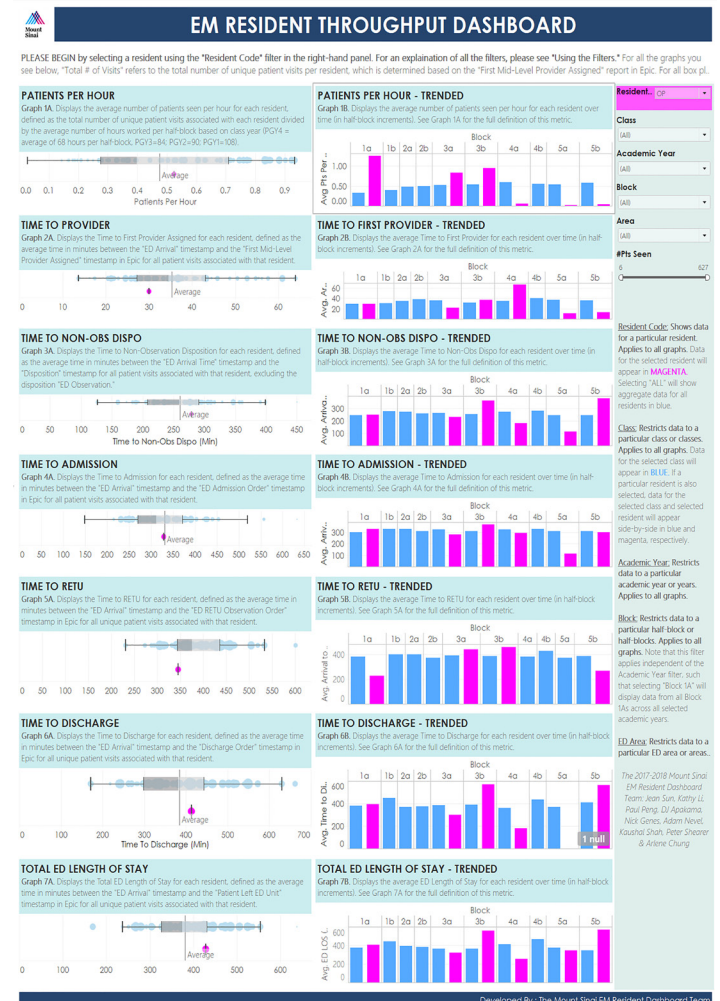 Mount
Sinai
EM RESIDENT THROUGHPUT DASHBOARD
PLEASE BEGIN by selecting a resident using the "Resident Code" filter in the right-hand panel. For an explaination of all the filters, please see "Using the Filters." For all the graphs you
see below, "Total # of Visits" refers to the total number of unique patient visits per resident, which is determined based on the "First Mid-Level Provider Assigned" report in Epic. For all box pl..
PATIENTS PER HOUR
Graph 1A. Displays the average number of patients seen per hour for each resident,
defined as the total number of unique patient visits associated with each resident divided
by the average number of hours worked per half-block based on class year (PGY4 =
average of 68 hours per half-block, PGY3=84; PGY2=90; PGY1=108).
Average
0.0 0.1 0.2 0.3 0.4 0.5 0.6 0.7 0.8 0.9
Patients Per Hour
PATIENTS PER HOUR - TRENDED
Graph 1B. Displays the average number of patients seen per hour for each resident over
time (in half-block increments). See Graph 1A for the full definition of this metric.
Block
1a 1b 2a 2b 3a 3b 4a 4b 5a 5b
Avg Pts Per ..
1.00
0.50
0.00
TIME TO PROVIDER
Graph 2A. Displays the Time to First Provider Assigned for each resident, defined as the
average time in minutes between the "ED Arrival" timestamp and the "First Mid-Level
Provider Assigned" timestamp in Epic for all patient visits associated with that resident.
Average
0 10 20 30 40 50 60
TIME TO FIRST PROVIDER - TRENDED
Graph 2B. Displays the average Time to First Provider for each resident over time (in half-
block increments). See Graph 2A for the full definition of this metric.
Block
1a 1b 2a 2b 3a 3b 4a 4b 5a 5b
Avg. Ar..
60
40
20
TIME TO NON-OBS DISPO
Graph 3A. Displays the Time to Non-Observation Disposition for each resident, defined
as the average time in minutes between the "ED Arrival Time" timestamp and the
"Disposition" timestamp for all patient visits associated with that resident, excluding the
disposition "ED Observation."
Average
0 50 100 150 200 250 300 350 400 450
Time to Non-Obs Dispo (Min)
TIME TO NON-OBS DISPO - TRENDED
Graph 3B. Displays the average Time to Non-Obs Dispo for each resident over time (in
half-block increments). See Graph 3A for the full definition of this metric.
Block
1a 1b 2a 2b 3a 3b 4a 4b 5a 5b
Avg. Arriva..
300
200
100
TIME TO ADMISSION
Graph 4A. Displays the Time to Admission for each resident, defined as the average time
in minutes between the "ED Arrival" timestamp and the "ED Admission Order" timestamp
in Epic for all patient visits associated with that resident.
Average
0 50 100 150 200 250 300 350 400 450 500 550 600 650
TIME TO ADMISSION - TRENDED
Graph 4B. Displays the average Time to Admission for each resident over time (in half-
block increments). See Graph 4A for the full definition of this metric.
Block
1a 1b 2a 2b 3a 3b 4a 4b 5a 5b
Avg. Arriv..
300
200
100
TIME TO RETU
Graph 5A. Displays the Time to RETU for each resident, defined as the average time in
minutes between the "ED Arrival" timestamp and the "ED RETU Observation Order"
timestamp in Epic for all unique patient visits associated with that resident.
0 50 100 150 200 250 300 350 400 450 500 550 600
TIME TO RETU - TRENDED
Graph 5B. Displays the average Time to RETU for each resident over time (in half-block
increments). See Graph 5A for the full definition of this metric.
Block
1a 1b 2a 2b 3a 3b 4a 4b 5a 5b
Avg. Arrival to ..
400
200
0
TIME TO DISCHARGE
Graph 6A. Displays the Time to Discharge for each resident, defined as the average time
in minutes between the "ED Arrival" timestamp and the "Discharge Order" timestamp in
Epic for all unique patient visits associated with that resident.
Average
0 100 200 300 400 500 600 700
Time To Discharge (Min)
TIME TO DISCHARGE - TRENDED
Graph 6B. Displays the average Time to Discharge for each resident over time (in half-block
increments). See Graph 6A for the full definition of this metric.
Block
1a 1b 2a 2b 3a 3b 4a 4b 5a 5b
Avg. Time to Di..
600
400
200
0
1 null
TOTAL ED LENGTH OF STAY
Graph 7A. Displays the Total ED Length of Stay for each resident, defined as the average
time in minutes between the "ED Arrival" timestamp and the "Patient Left ED Unit"
timestamp in Epic for all unique patient visits associated with that resident.
Average
0 100 200 300 400 500 600
TOTAL ED LENGTH OF STAY - TRENDED
Graph 7B. Displays the average ED Length of Stay for each resident over time (in half-block
increments). See Graph 7A for the full definition of this metric.
Block
1a 1b 2a 2b 3a 3b 4a 4b 5a 5b
Avg. ED LOS (..
600
400
200
0
Resident.. OP
Class
(All)
Academic Year
(All)
Block
(All)
Area
(All)
#Pts Seen
6 627
Resident Code: Shows data
for a particular resident.
Applies to all graphs. Data
for the selected resident will
appear in MAGENTA.
Selecting "ALL" will show
aggregate data for all
residents in blue.
Class: Restricts data to a
particular class or classes.
Applies to all graphs. Data
for the selected class will
appear in BLUE. If a
particular resident is also
selected, data for the
selected class and selected
resident will appear
side-by-side in blue and
magenta, respectively.
Academic Year: Restricts
data to a particular
academic year or years.
Applies to all graphs.
Block: Restricts data to a
particular half-block or
half-blocks. Applies to all
graphs. Note that this filter
applies independent of the
Academic Year filter, such
that selecting "Block 1A" will
display data from all Block
1As across all selected
academic years.
ED Area: Restricts data to a
particular ED area or areas..
The 2017-2018 Mount Sinai
EM Resident Dashboard
Team: Jean Sun, Kathy Li,
Paul Peng, DJ Apakama,
Nick Genes, Adam Nevel,
Kaushal Shah, Peter Shearer
& Arlene Chung
Developed By : The Mount Sinai EM Resident Dashboard Team